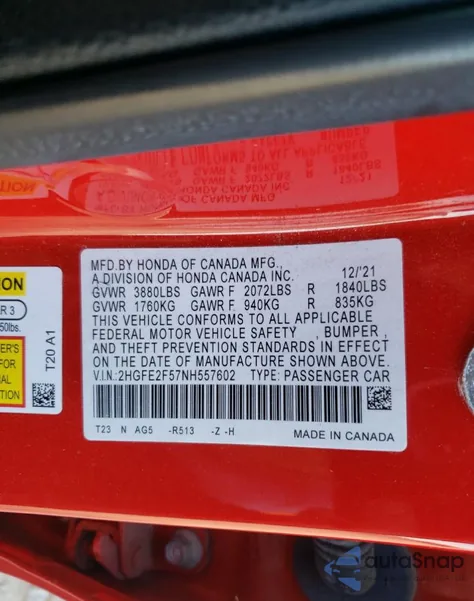 MFD.BY HONDA OF CANADA MFG.,
A DIVISION OF HONDA CANADA INC. 12/'21
GVWR 3880LBS GAWR F 2072LBS R 1840LBS
GVWR 1760KG GAWR F 940KG R 835KG
THIS VEHICLE CONFORMS TO ALL APPLICABLE
FEDERAL MOTOR VEHICLE SAFETY , BUMPER ,
AND THEFT PREVENTION STANDARDS IN EFFECT
ON THE DATE OF MANUFACTURE SHOWN ABOVE.
V.I.N.:2HGFE2F57NH557602 TYPE: PASSENGER CAR
T23 N AG5 -R513 -Z -H
MADE IN CANADA
T20 A1
autoSnap